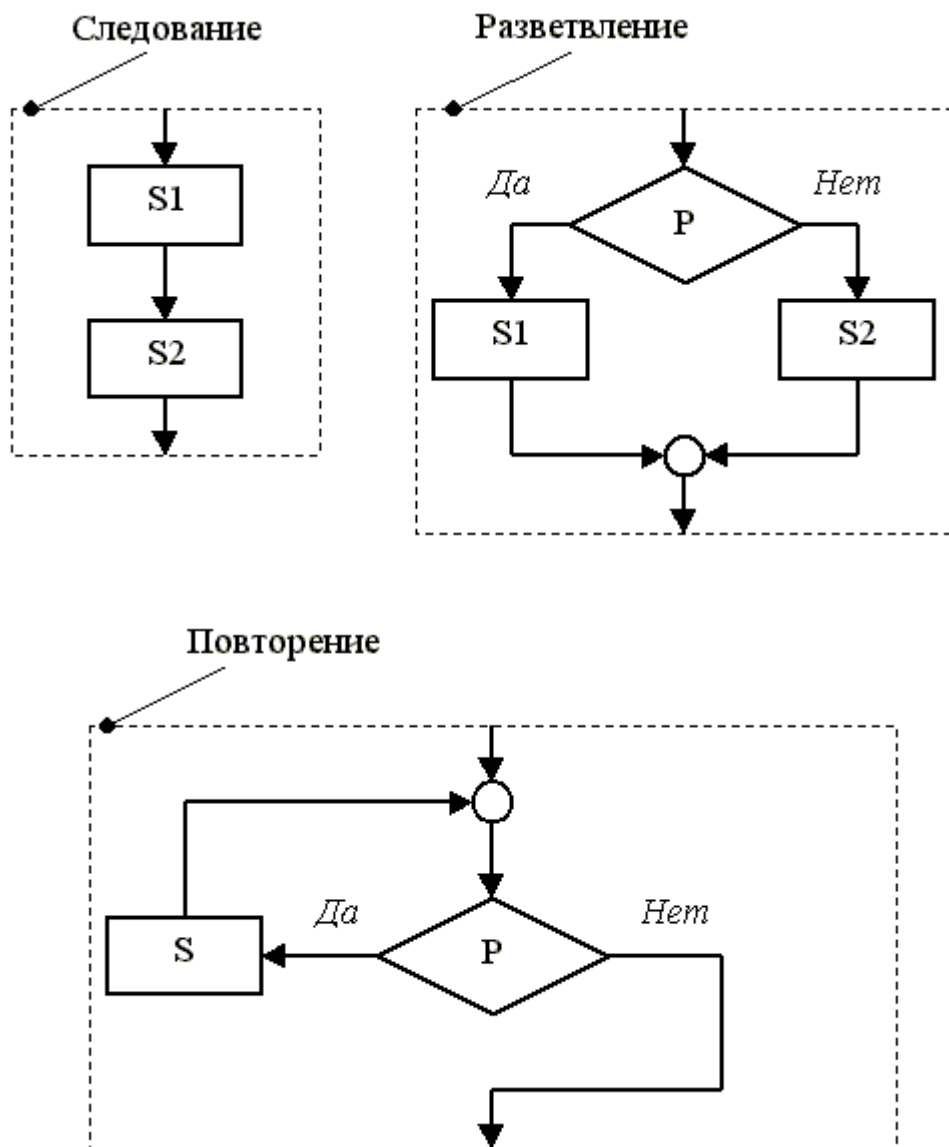 Следование
Разветвление
S1
S2
Да
Нет
P
S1
S2
Повторение
Да
Нет
S
P